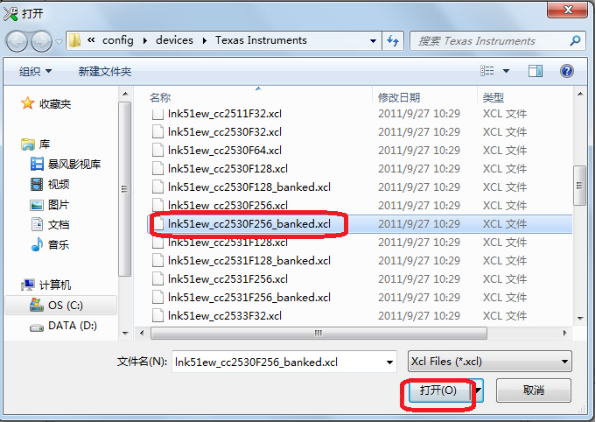 打开
« config ▸ devices ▸ Texas Instruments
搜索 Texas Instruments
组织 新建文件夹
名称 修改日期 类型
收藏夹
库
暴风影视库
视频
图片
文档
音乐
计算机
OS (C:)
DATA (D:)
lnk51ew_cc2511F32.xcl 2011/9/27 10:29 XCL 文件
lnk51ew_cc2530F32.xcl 2011/9/27 10:29 XCL 文件
lnk51ew_cc2530F64.xcl 2011/9/27 10:29 XCL 文件
lnk51ew_cc2530F128.xcl 2011/9/27 10:29 XCL 文件
lnk51ew_cc2530F128_banked.xcl 2011/9/27 10:29 XCL 文件
lnk51ew_cc2530F256.xcl 2011/9/27 10:29 XCL 文件
lnk51ew_cc2530F256_banked.xcl 2011/9/27 10:29 XCL 文件
lnk51ew_cc2531F128.xcl 2011/9/27 10:29 XCL 文件
lnk51ew_cc2531F128_banked.xcl 2011/9/27 10:29 XCL 文件
lnk51ew_cc2531F256.xcl 2011/9/27 10:29 XCL 文件
lnk51ew_cc2531F256_banked.xcl 2011/9/27 10:29 XCL 文件
lnk51ew_cc2533F32.xcl 2011/9/27 10:29 XCL 文件
文件名(N): lnk51ew_cc2530F256_banked.xcl Xcl Files (*.xcl)
打开(O) 取消